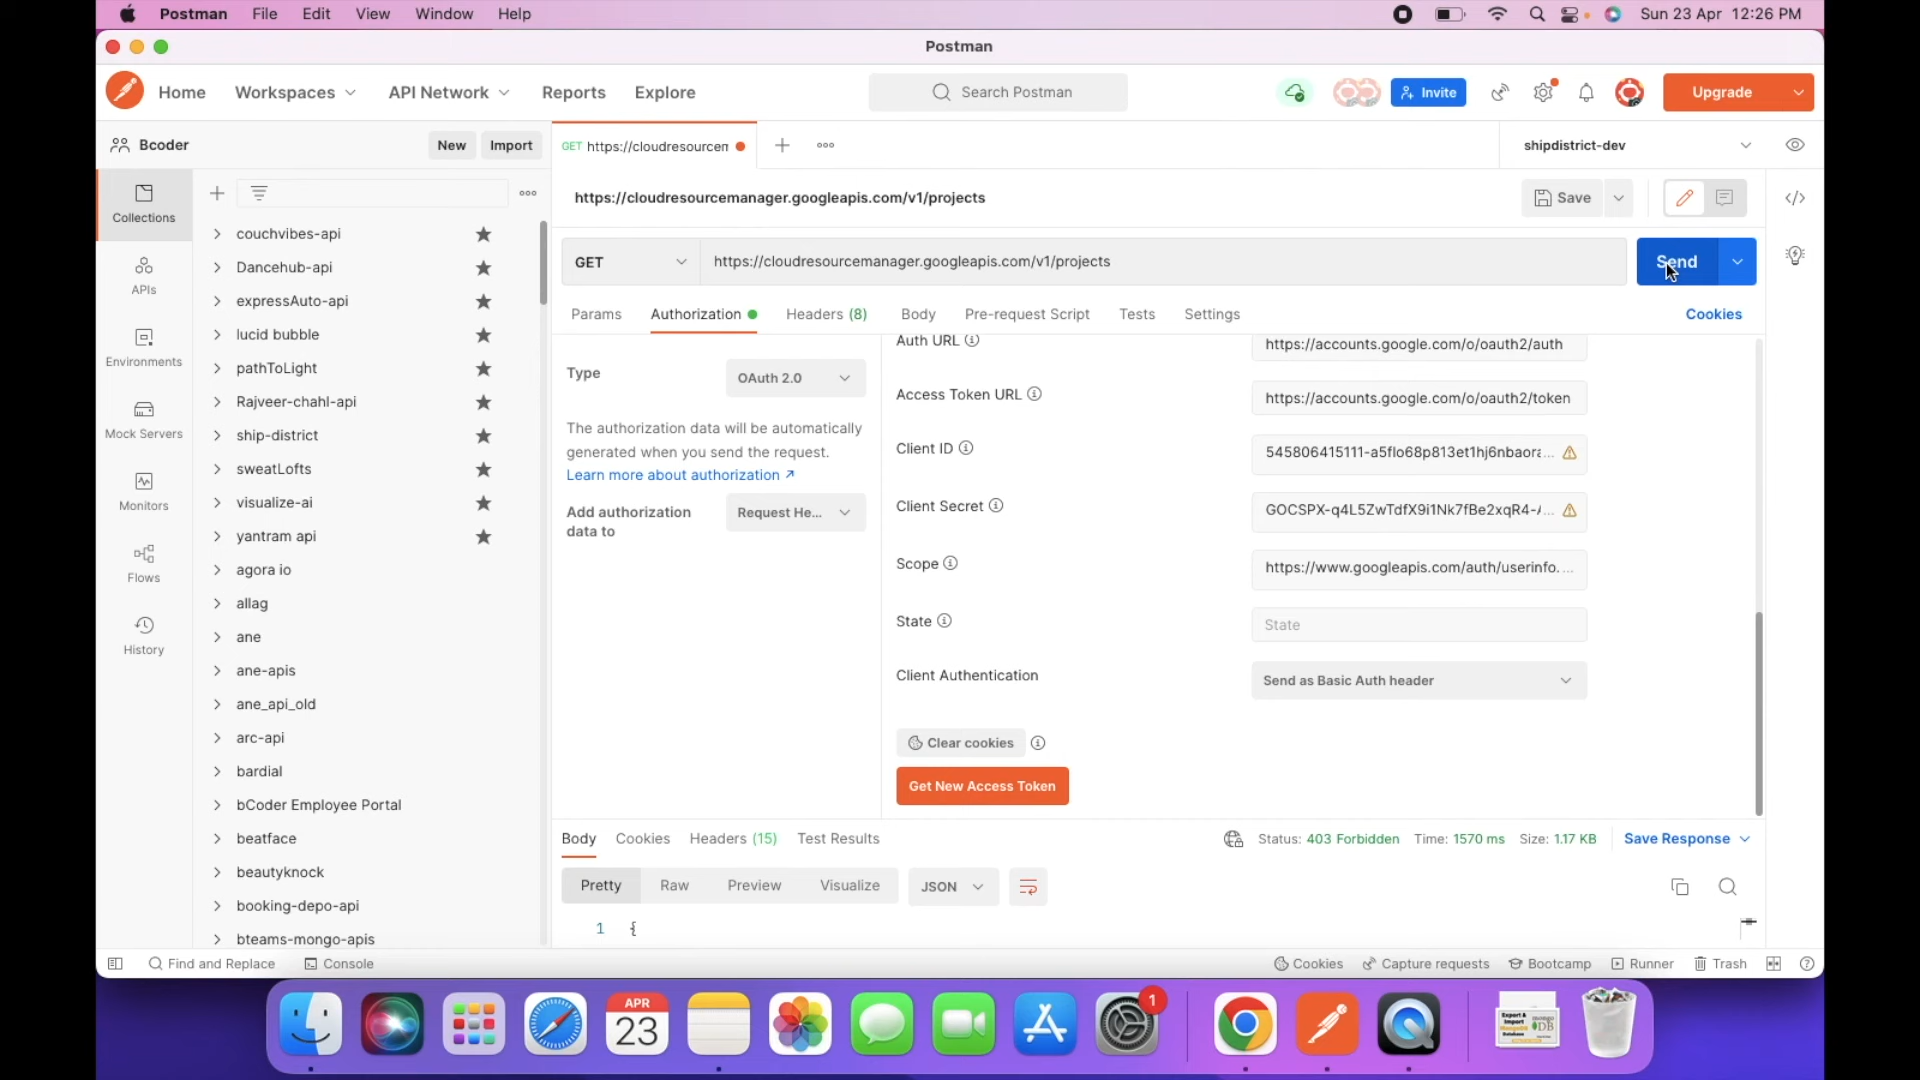 Postman File Edit View Window Help
Sun 23 Apr 12:26 PM
Postman
Home Workspaces API Network Reports Explore
Search Postman
Invite
Upgrade
Bcoder
New
Import
GET https://cloudresourcem
shipdistrict-dev
https://cloudresourcemanager.googleapis.com/v1/projects
Save
GET
https://cloudresourcemanager.googleapis.com/v1/projects
Send
Params
Authorization
Headers (8)
Body
Pre-request Script
Tests
Settings
Cookies
Collections
APIs
Environments
Mock Servers
Monitors
Flows
History
couchvibes-api
Dancehub-api
expressAuto-api
lucid bubble
pathToLight
Rajveer-chahl-api
ship-district
sweatLofts
visualize-ai
yantram api
agora io
allag
ane
ane-apis
ane_api_old
arc-api
bardial
bCoder Employee Portal
beatface
beautyknock
booking-depo-api
bteams-mongo-apis
Type
OAuth 2.0
The authorization data will be automatically
generated when you send the request.
Learn more about authorization ↗
Add authorization
data to
Request He...
Auth URL
https://accounts.google.com/o/oauth2/auth
Access Token URL
https://accounts.google.com/o/oauth2/token
Client ID
545806415111-a5flo68p813et1hj6nbaora...
Client Secret
GOCSPX-q4L5ZwTdfX9i1Nk7fBe2xqR4-...
Scope
https://www.googleapis.com/auth/userinfo. ...
State
State
Client Authentication
Send as Basic Auth header
Clear cookies
Get New Access Token
Body
Cookies
Headers (15)
Test Results
Status: 403 Forbidden
Time: 1570 ms
Size: 1.17 KB
Save Response
Pretty
Raw
Preview
Visualize
JSON
1 {
Find and Replace
Console
Cookies
Capture requests
Bootcamp
Runner
Trash
APR
23
1
Export &
Import MongoDB
Database
DB